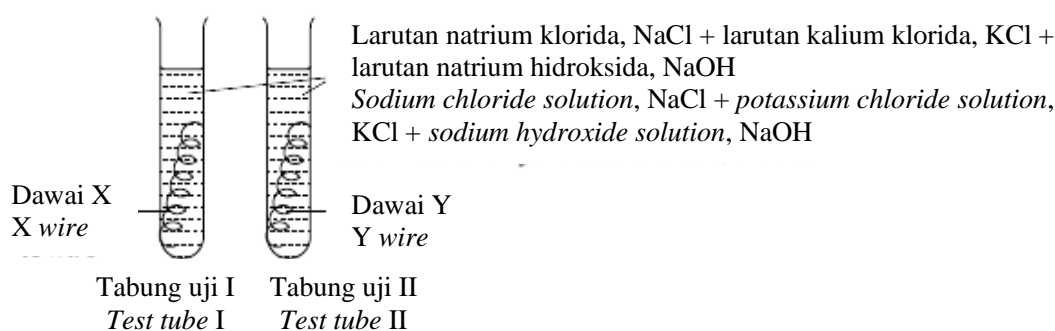 Larutan natrium klorida, NaCl + larutan kalium klorida, KCl +
larutan natrium hidroksida, NaOH
Sodium chloride solution, NaCl + potassium chloride solution,
KCl + sodium hydroxide solution, NaOH
Dawai X
X wire
Dawai Y
Y wire
Tabung uji I
Test tube I
Tabung uji II
Test tube II